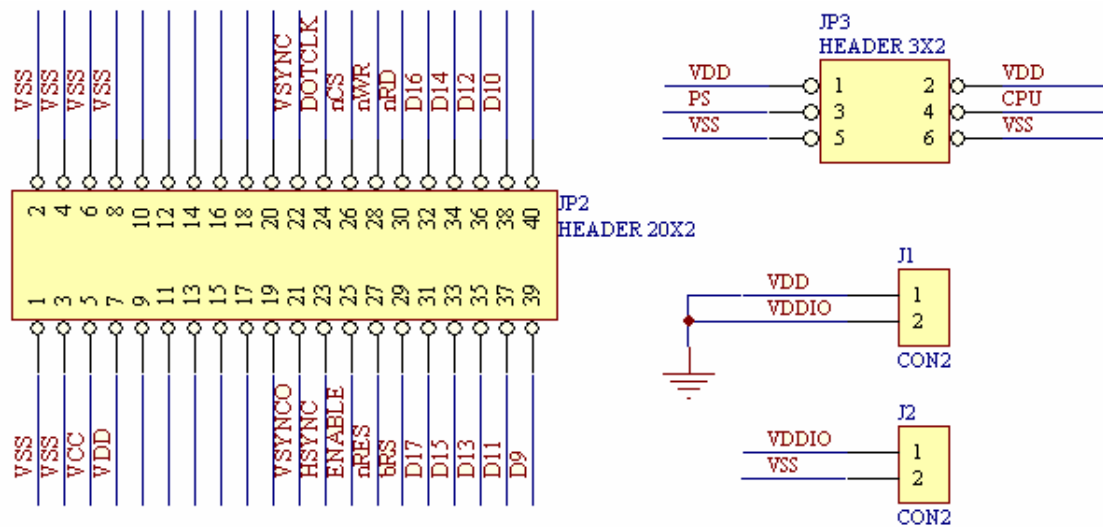 VSS
VSS
VSS
VSS
VSYNC
DOTCLK
nCS
nWR
nRD
D16
D14
D12
D10
2 4 6 8 10 12 14 16 18 20 22 24 26 28 30 32 34 36 38 40
JP2
HEADER 20X2
1 3 5 7 9 11 13 15 17 19 21 23 25 27 29 31 33 35 37 39
VSS
VSS
VCC
VDD
VSYNCO
HSYNC
ENABLE
nRES
bRS
D17
D15
D13
D11
D9
JP3
HEADER 3X2
VDD 1 2 VDD
PS 3 4 CPU
VSS 5 6 VSS
J1
VDD 1
VDDIO 2
CON2
J2
VDDIO 1
VSS 2
CON2